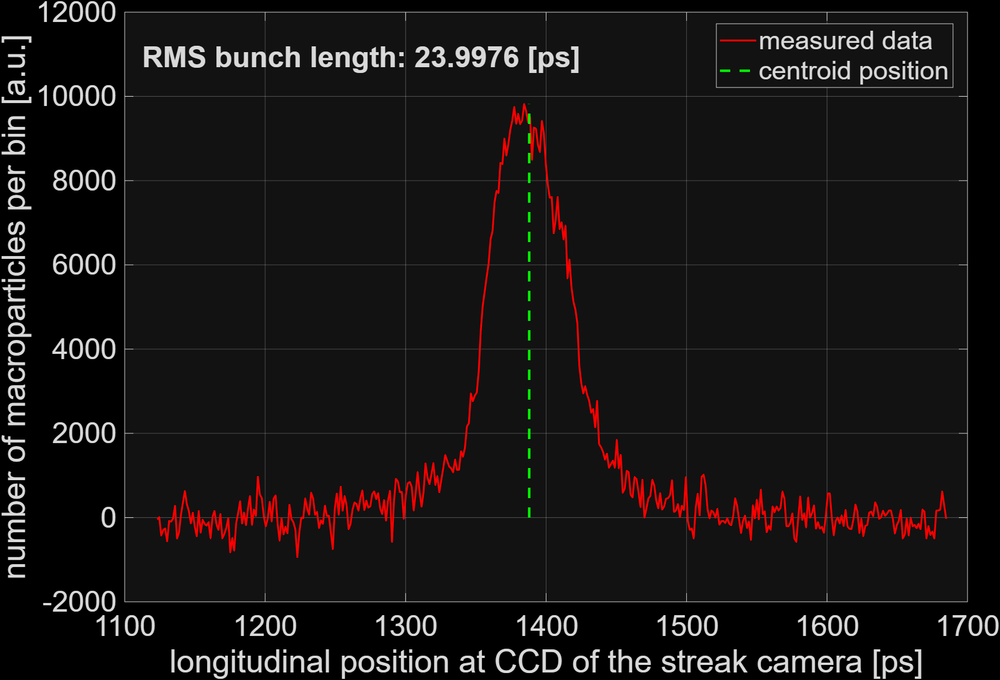 12000
10000
8000
6000
4000
2000
0
-2000
number of macroparticles per bin [a.u.]
RMS bunch length: 23.9976 [ps]
measured data
centroid position
1100 1200 1300 1400 1500 1600 1700
longitudinal position at CCD of the streak camera [ps]